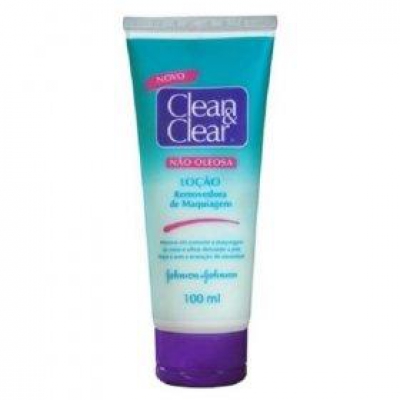 NOVO
Clean &
Clear
NÃO OLEOSA
LOÇÃO
Removedora
de Maquiagem
Johnson & Johnson
100 ml